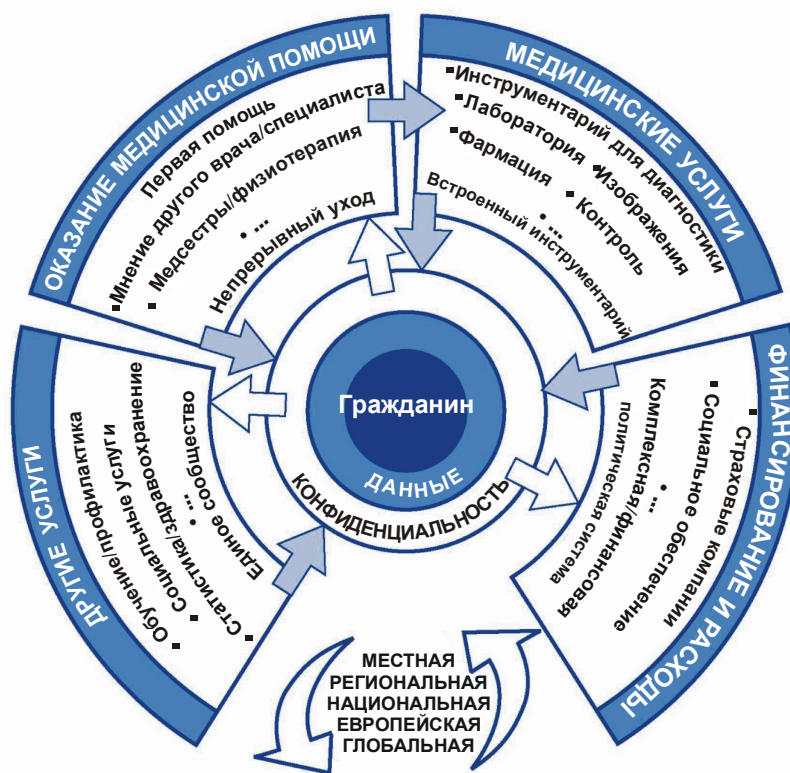 ОКАЗАНИЕ МЕДИЦИНСКОЙ ПОМОЩИ
Первая помощь
▪ Мнение другого врача/специалиста
▪ Медсестры/физиотерапия
• ...
Непрерывный уход
МЕДИЦИНСКИЕ УСЛУГИ
▪ Инструментарий для диагностики
▪ Лаборатория ▪ Изображения
▪ Фармация ▪ Контроль
• ...
Встроенный инструментарий
ФИНАНСИРОВАНИЕ И РАСХОДЫ
▪ Страховые компании
▪ Социальное обеспечение
• ...
Комплексная/финансовая
политическая система
ДРУГИЕ УСЛУГИ
▪ Обучение/профилактика
▪ Социальные услуги
▪ Статистика/здравоохранение
• ...
Единое сообщество
Гражданин
ДАННЫЕ
КОНФИДЕНЦИАЛЬНОСТЬ
МЕСТНАЯ
РЕГИОНАЛЬНАЯ
НАЦИОНАЛЬНАЯ
ЕВРОПЕЙСКАЯ
ГЛОБАЛЬНАЯ